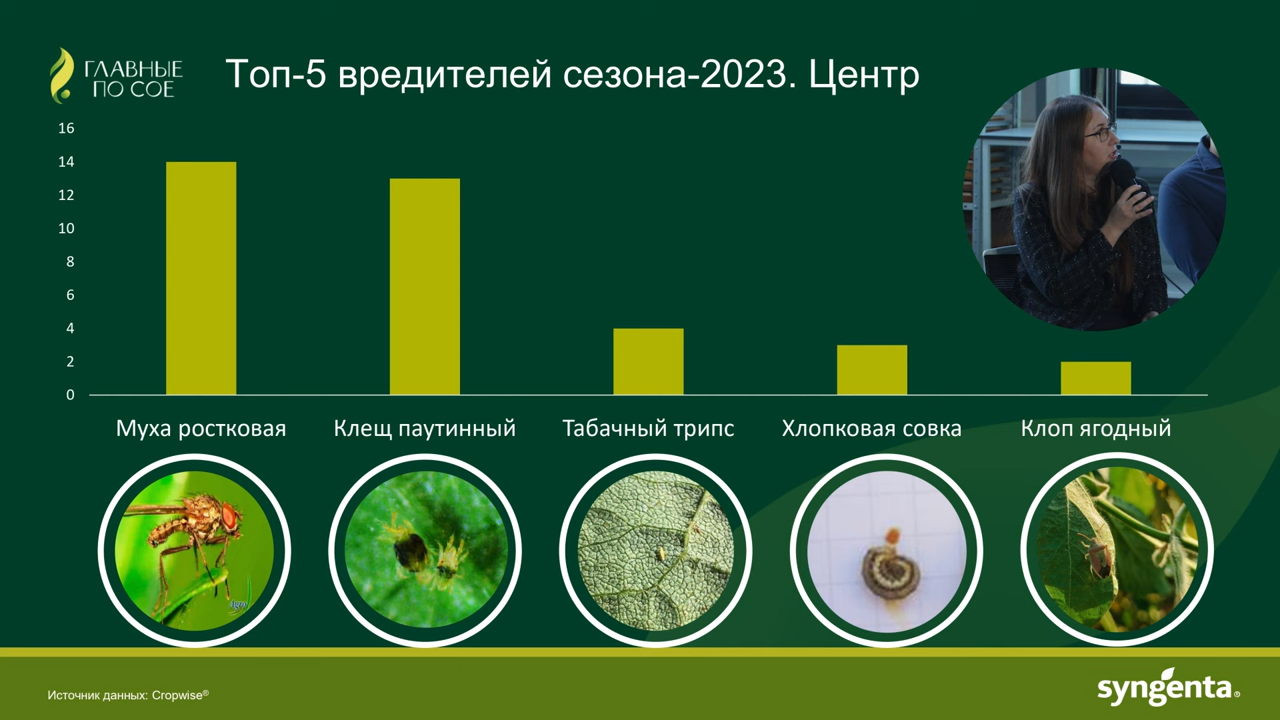 ГЛАВНЫЕ
ПО СОЕ
Топ-5 вредителей сезона-2023. Центр
16
14
12
10
8
6
4
2
0
Муха ростковая
Клещ паутинный
Табачный трипс
Хлопковая совка
Клоп ягодный
Источник данных: Cropwise®
syngenta®